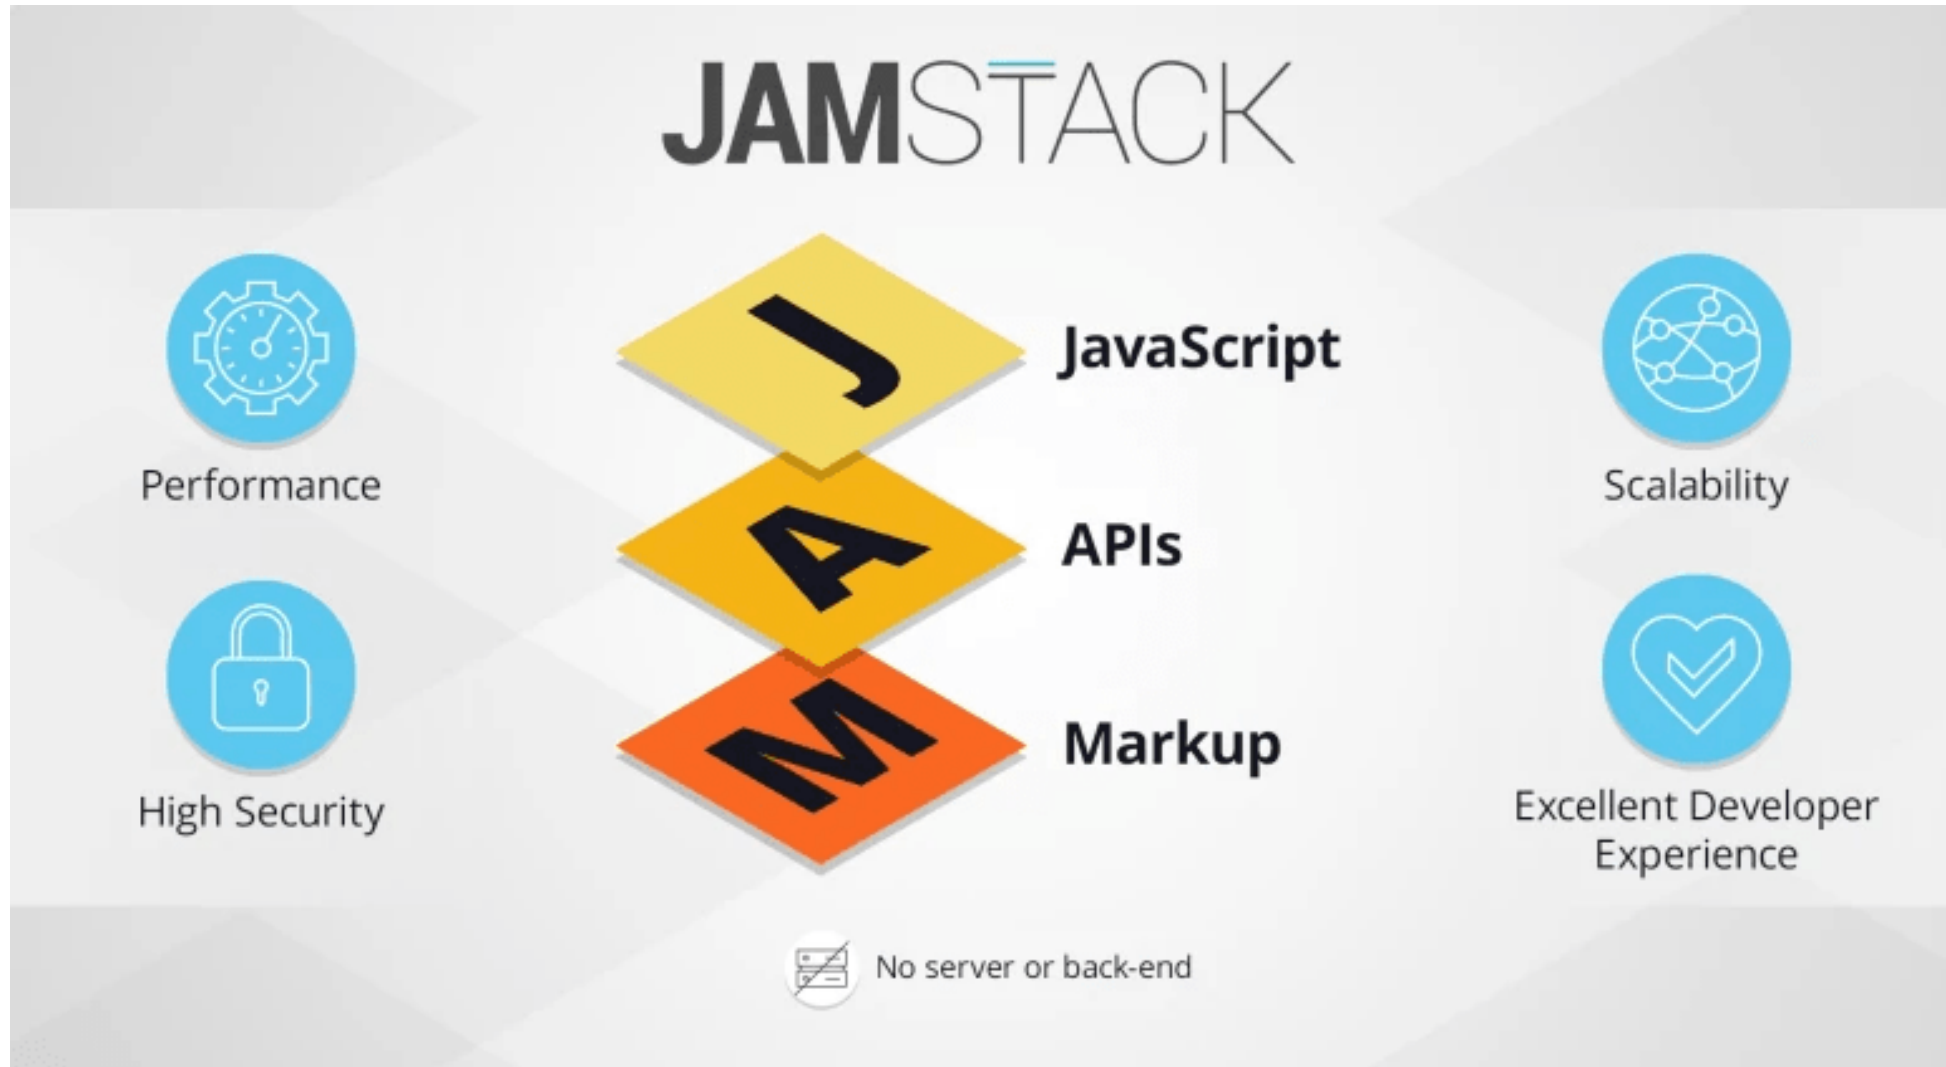 JAMSTACK
J
JavaScript
A
APIs
M
Markup
Performance
High Security
Scalability
Excellent Developer
Experience
No server or back-end